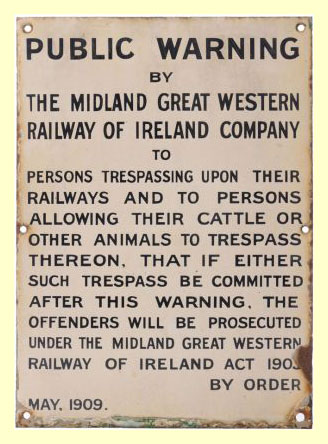 PUBLIC WARNING
BY
THE MIDLAND GREAT WESTERN
RAILWAY OF IRELAND COMPANY
TO
PERSONS TRESPASSING UPON THEIR
RAILWAYS AND TO PERSONS
ALLOWING THEIR CATTLE OR
OTHER ANIMALS TO TRESPASS
THEREON, THAT IF EITHER
SUCH TRESPASS BE COMMITTED
AFTER THIS WARNING, THE
OFFENDERS WILL BE PROSECUTED
UNDER THE MIDLAND GREAT WESTERN
RAILWAY OF IRELAND ACT
BY ORDER
MAY, 1909.